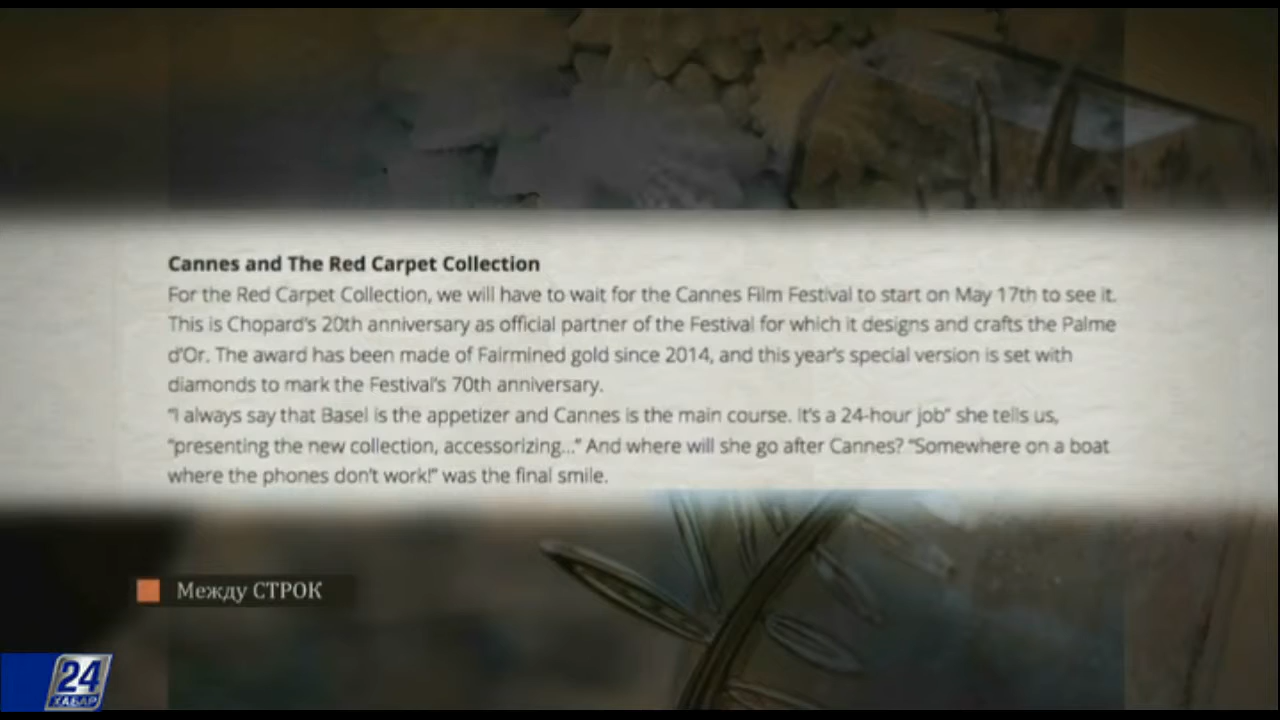 Cannes and The Red Carpet Collection
For the Red Carpet Collection, we will have to wait for the Cannes Film Festival to start on May 17th to see it.
This is Chopard's 20th anniversary as official partner of the Festival for which it designs and crafts the Palme
d'Or. The award has been made of Fairmined gold since 2014, and this year's special version is set with
diamonds to mark the Festival's 70th anniversary.
"I always say that Basel is the appetizer and Cannes is the main course. It's a 24-hour job" she tells us,
"presenting the new collection, accessorizing..." And where will she go after Cannes? "Somewhere on a boat
where the phones don't work!" was the final smile.
Между СТРОК
24
ХАБАР